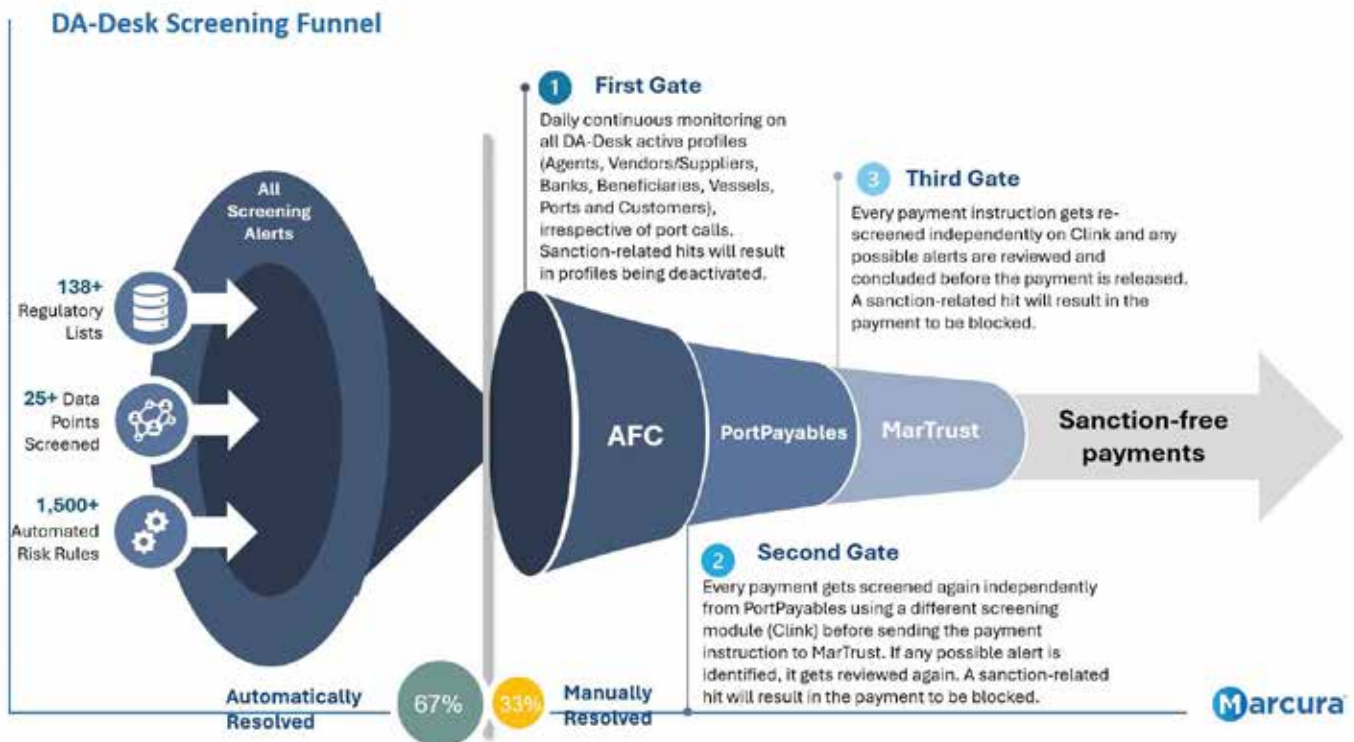 DA-Desk Screening Funnel
All
Screening
Alerts
138+
Regulatory
Lists
25+ Data
Points
Screened
1,500+
Automated
Risk Rules
1 First Gate
Daily continuous monitoring on
all DA-Desk active profiles
(Agents, Vendors/Suppliers,
Banks, Beneficiaries, Vessels,
Ports and Customers),
irrespective of port calls.
Sanction-related hits will result
in profiles being deactivated.
3 Third Gate
Every payment instruction gets re-
screened independently on Clink and any
possible alerts are reviewed and
concluded before the payment is released.
A sanction-related hit will result in the
payment to be blocked.
AFC
PortPayables
MarTrust
Sanction-free
payments
2 Second Gate
Every payment gets screened again independently
from PortPayables using a different screening
module (Clink) before sending the payment
instruction to MarTrust. If any possible alert is
identified, it gets reviewed again. A sanction-related
hit will result in the payment to be blocked.
Automatically
Resolved
67%
33%
Manually
Resolved
Marcura